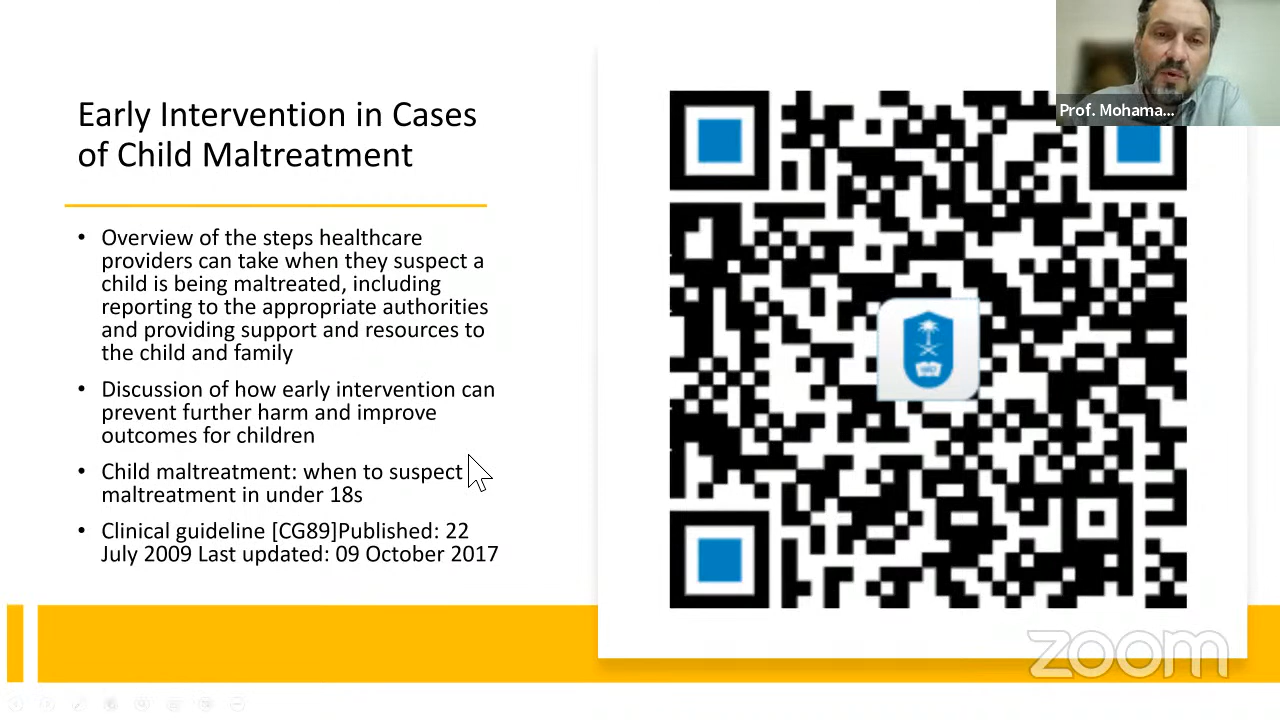 Early Intervention in Cases
of Child Maltreatment
• Overview of the steps healthcare
providers can take when they suspect a
child is being maltreated, including
reporting to the appropriate authorities
and providing support and resources to
the child and family
• Discussion of how early intervention can
prevent further harm and improve
outcomes for children
• Child maltreatment: when to suspect
maltreatment in under 18s
• Clinical guideline [CG89]Published: 22
July 2009 Last updated: 09 October 2017
Prof. Mohama...
zoom